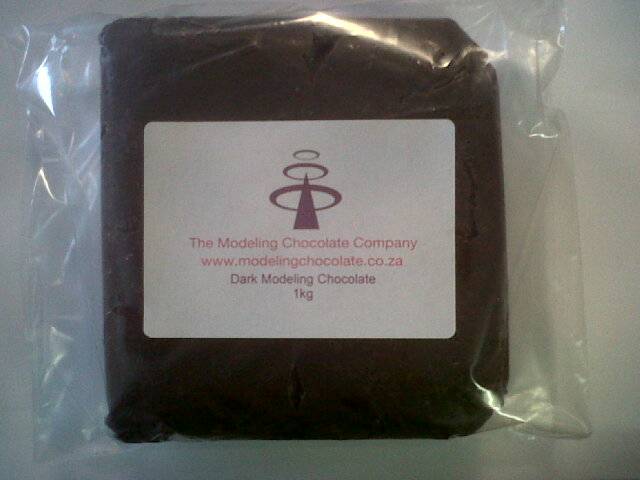 The Modeling Chocolate Company
www.modelingchocolate.co.za
Dark Modeling Chocolate
1kg